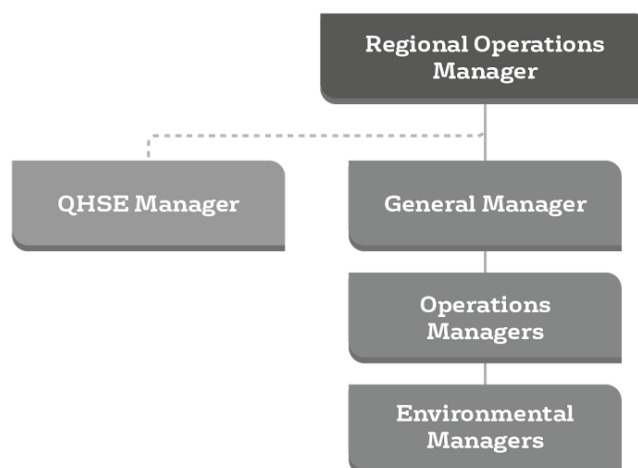 Regional Operations
Manager
QHSE Manager
General Manager
Operations
Managers
Environmental
Managers